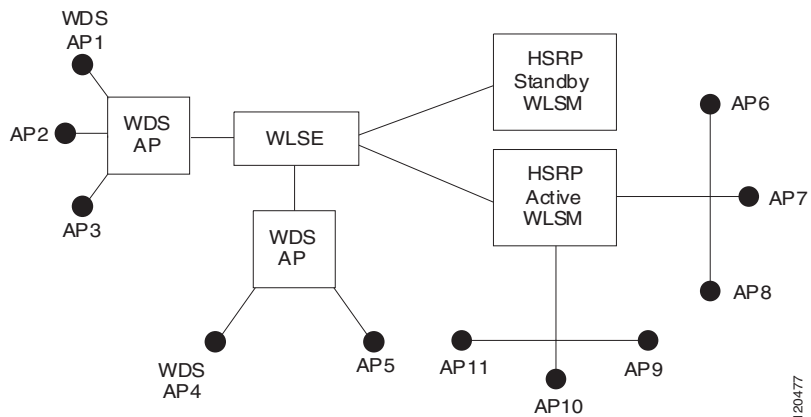 WDS
AP1
AP2
AP3
WDS
AP
WLSE
HSRP
Standby
WLSM
HSRP
Active
WLSM
AP6
AP7
AP8
WDS
AP
WDS
AP4
AP5
AP11
AP10
AP9
120477